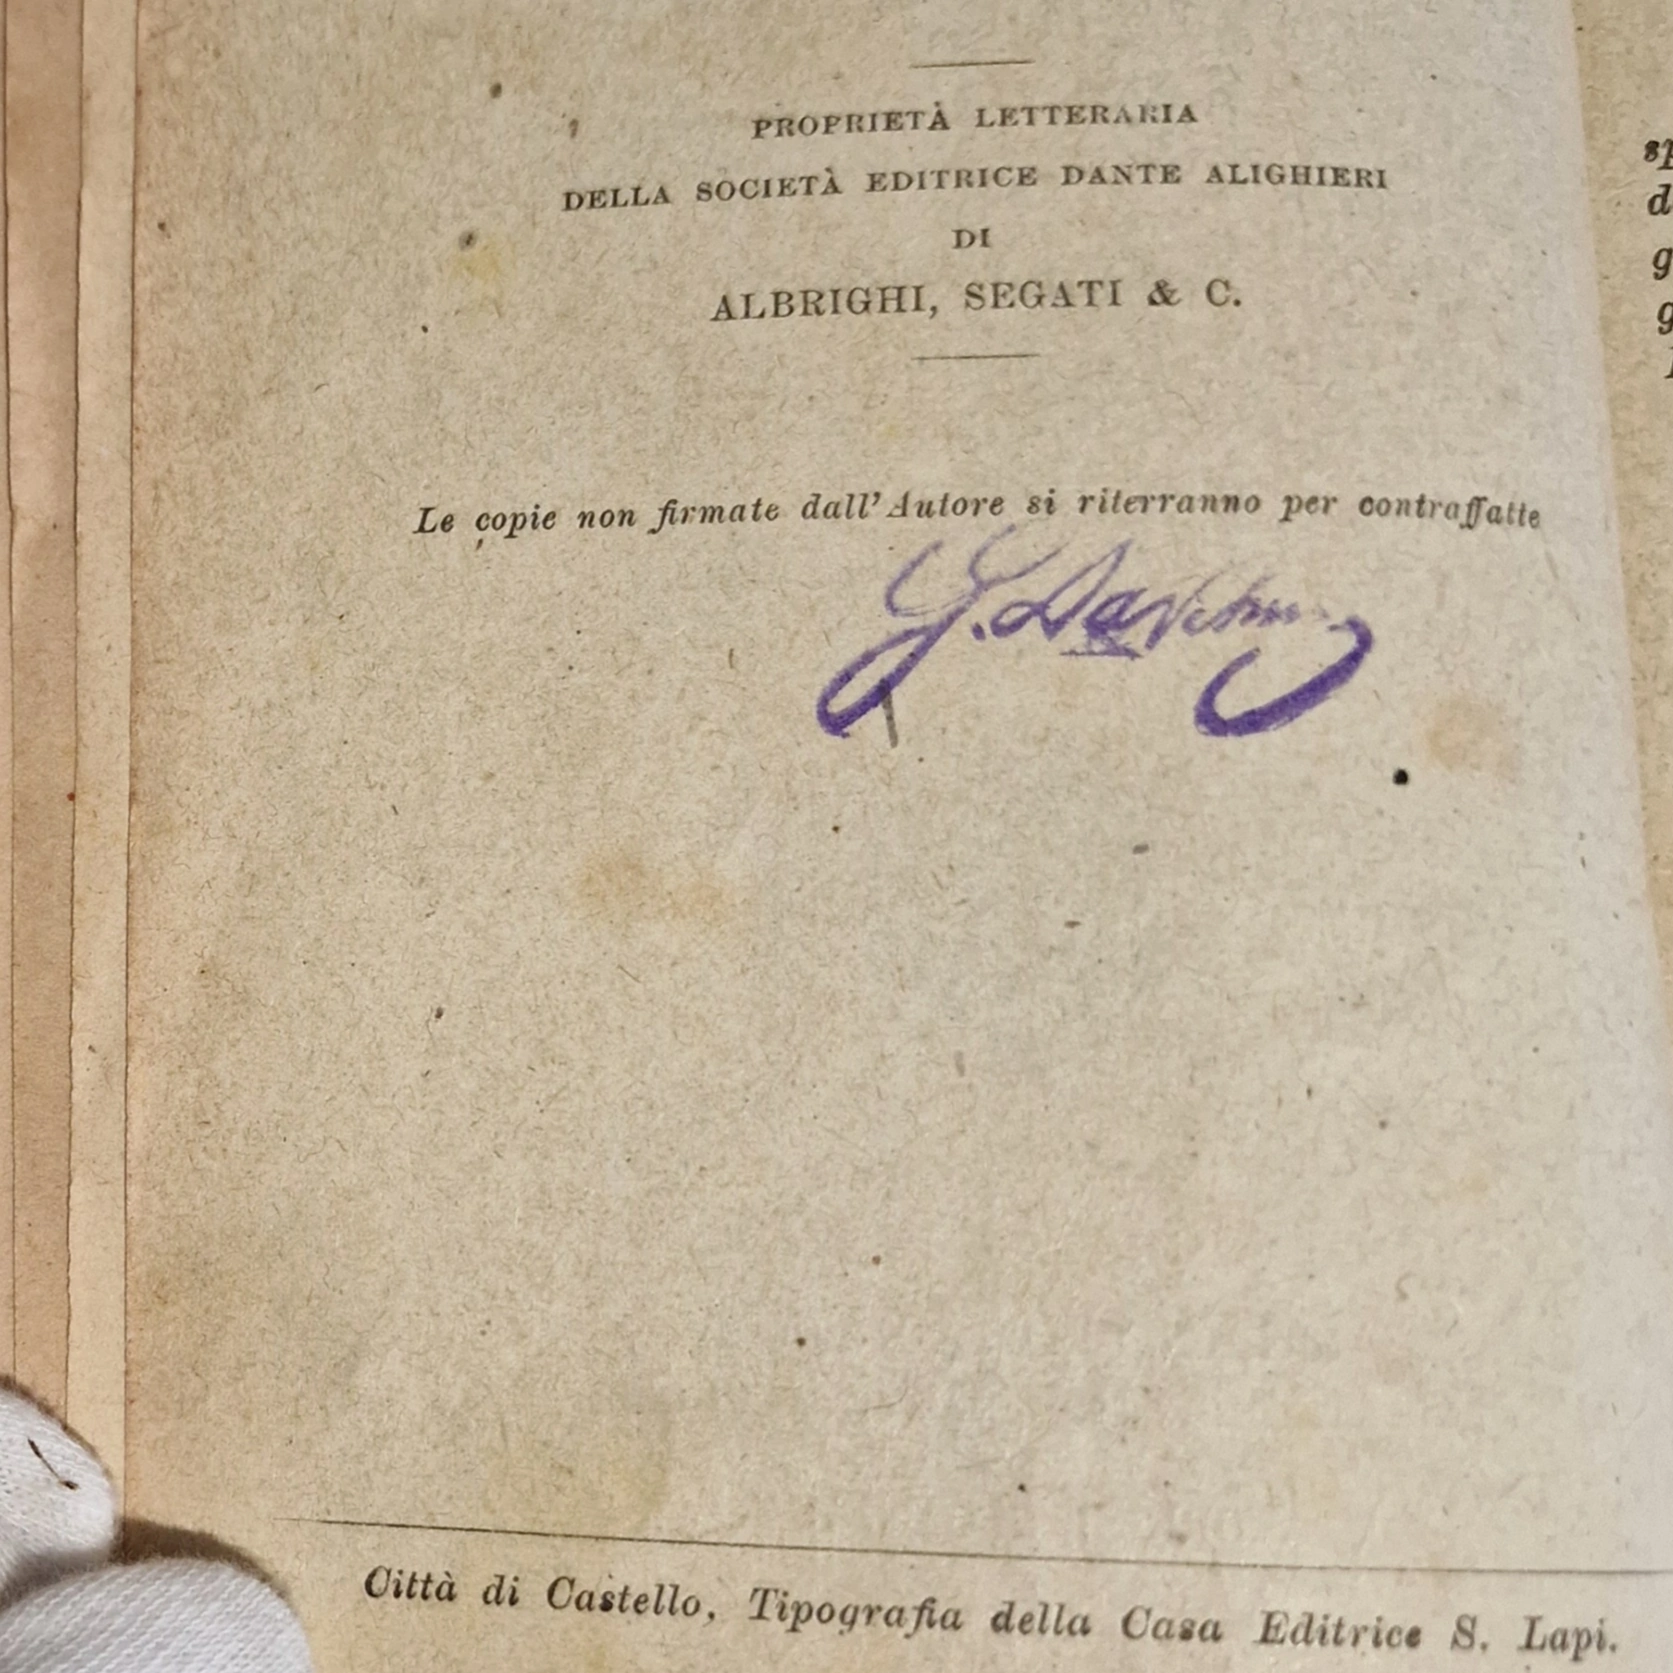 PROPRIETÀ LETTERARIA
DELLA SOCIETÀ EDITRICE DANTE ALIGHIERI
DI
ALBRIGHI, SEGATI & C.
Le copie non firmate dall'Autore si riterranno per contraffatte
G.
Città di Castello, Tipografia della Casa Editrice S. Lapi.